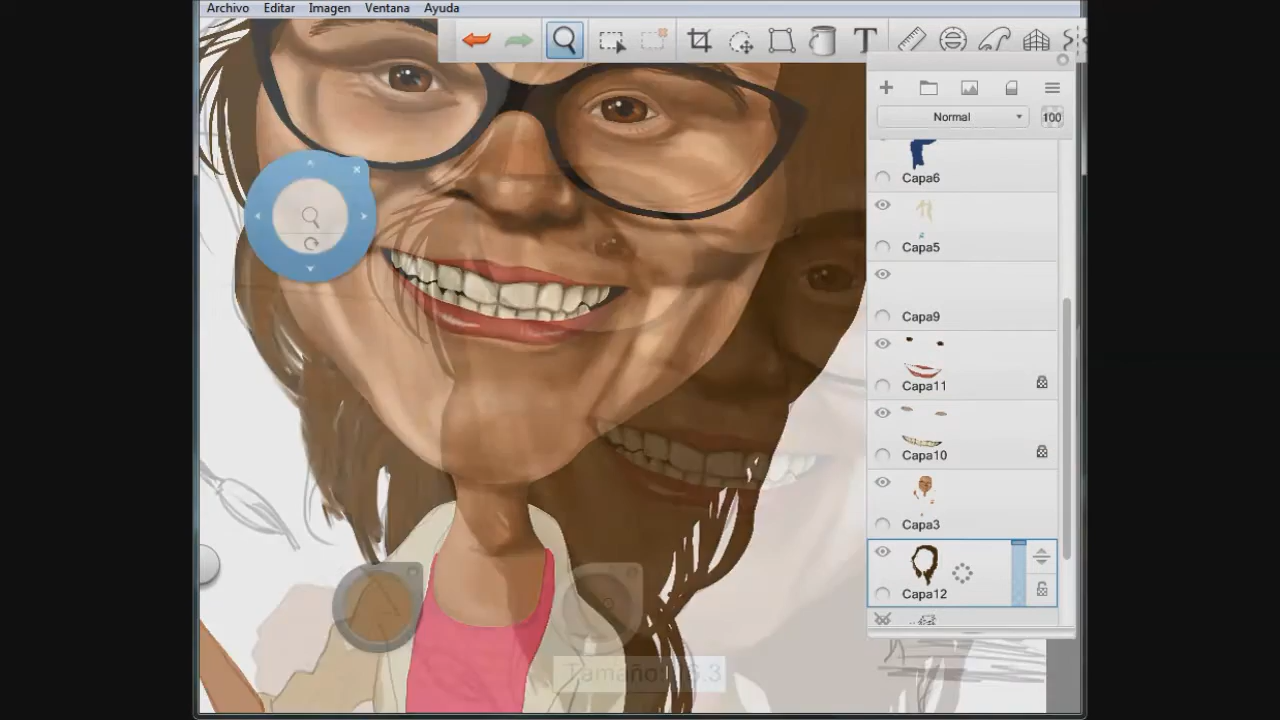 Archivo Editar Imagen Ventana Ayuda
T
Normal 100
Capa6
Capa5
Capa9
Capa11
Capa10
Capa3
Capa12
Tamaño